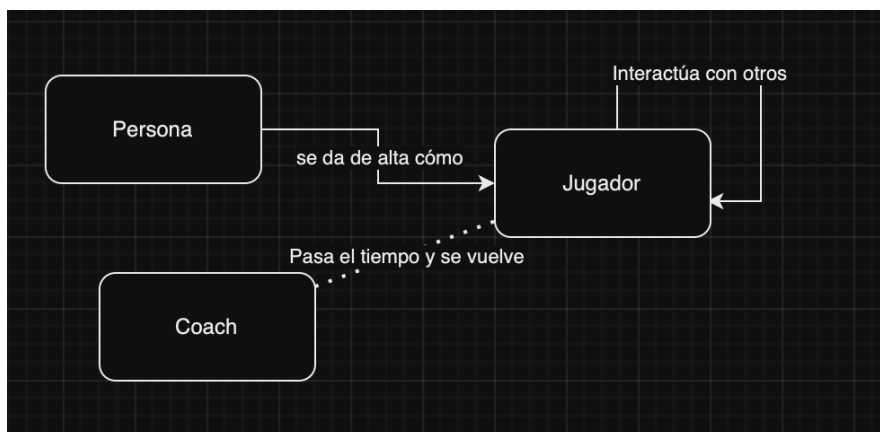 Interactúa con otros
Persona
se da de alta cómo
Jugador
Pasa el tiempo y se vuelve
Coach